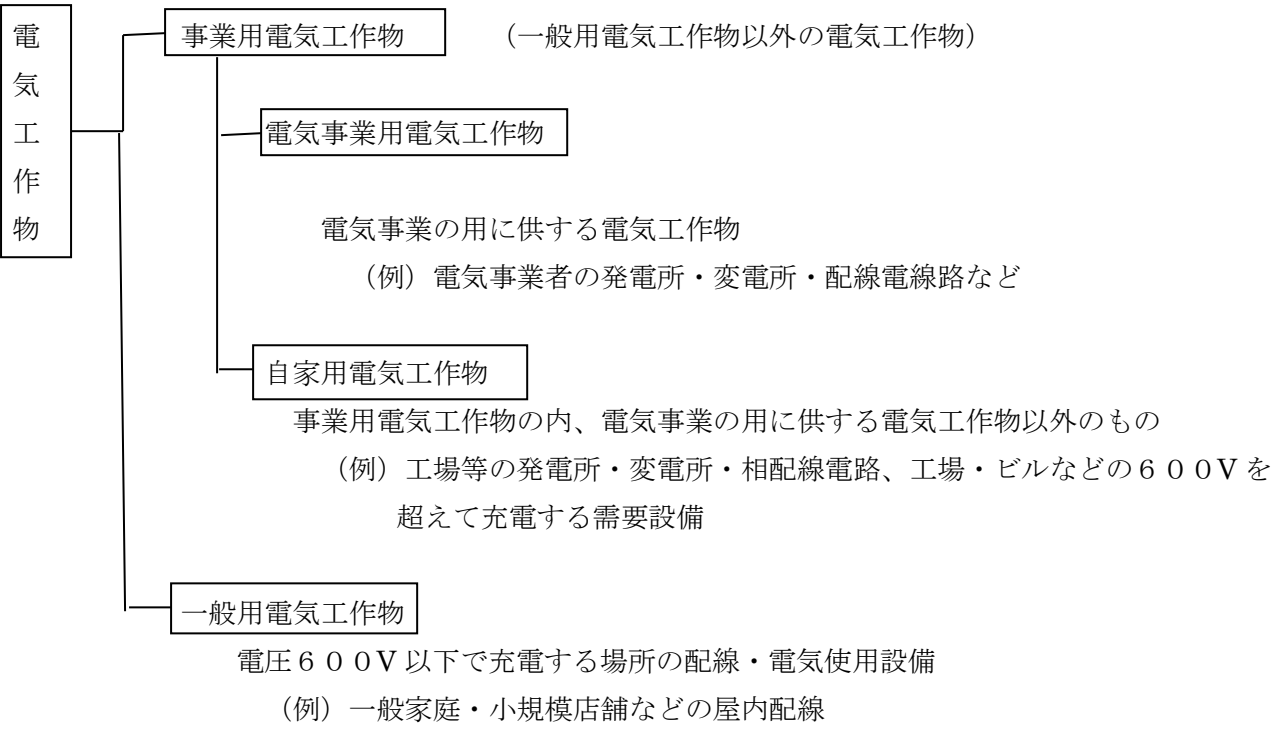 電気工作物
事業用電気工作物　（一般用電気工作物以外の電気工作物）
電気事業用電気工作物
電気事業の用に供する電気工作物
（例）電気事業者の発電所・変電所・配線電線路など
自家用電気工作物
事業用電気工作物の内、電気事業の用に供する電気工作物以外のもの
（例）工場等の発電所・変電所・相配線電路、工場・ビルなどの６００V を
超えて充電する需要設備
一般用電気工作物
電圧６００V 以下で充電する場所の配線・電気使用設備
（例）一般家庭・小規模店舗などの屋内配線